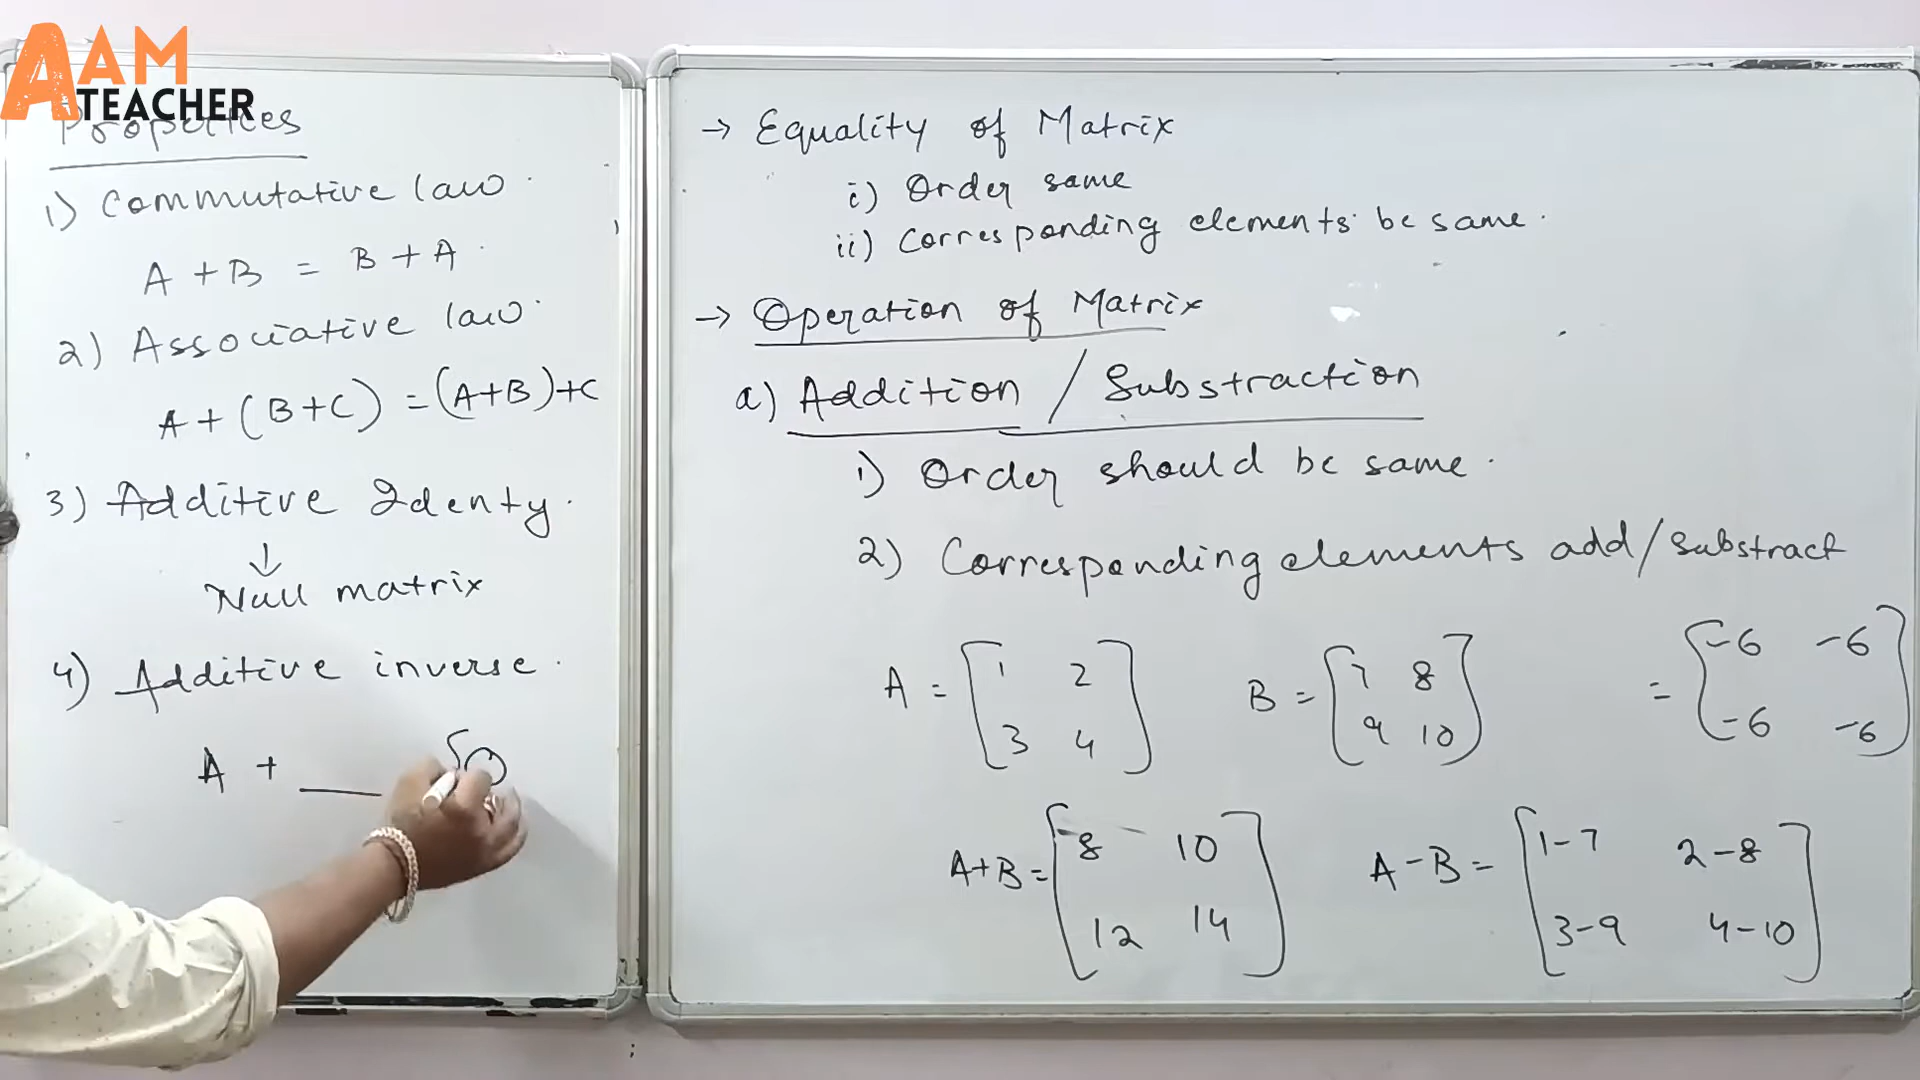 AAM
TEACHER
Properties
1) Commutative law.
A + B = B + A.
2) Associative law.
A + (B+C) = (A+B)+C
3) Additive Identy.
↓
Null matrix
4) Additive inverse.
A + ___ [0
→ Equality of Matrix
i) Order same
ii) Corresponding elements be same.
→ Operation of Matrix
a) Addition / Substraction
1) Order should be same.
2) Corresponding elements add/substract
A = [1 2
3 4]
B = [7 8
9 10]
= [-6 -6
-6 -6]
A+B = [8 10
12 14]
A-B = [1-7 2-8
3-9 4-10]